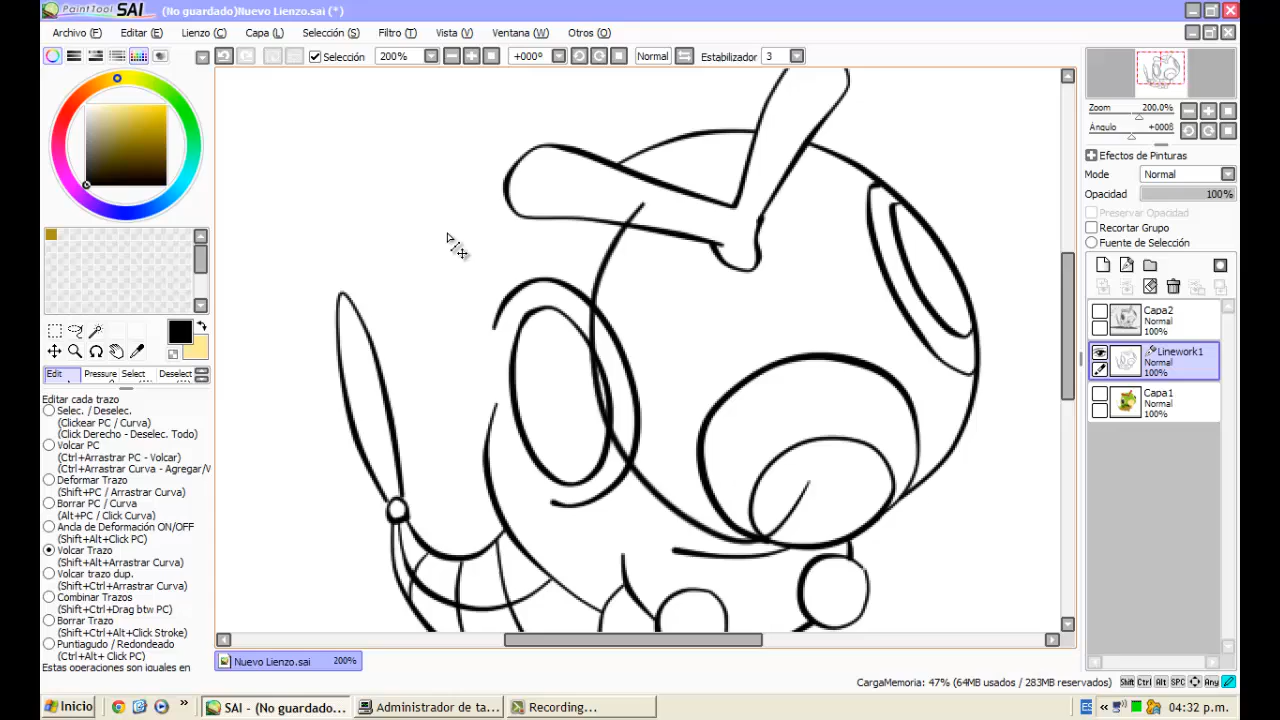 PaintTool SAI (No guardado)Nuevo Lienzo.sai (*)
Archivo (F) Editar (E) Lienzo (C) Capa (L) Selección (S) Filtro (T) Vista (V) Ventana (W) Otros (O)
Selección 200% +000° Normal Estabilizador 3
Zoom 200.0%
Ángulo +000ß
Efectos de Pinturas
Mode Normal
Opacidad 100%
Preservar Opacidad
Recortar Grupo
Fuente de Selección
Capa2
Normal
100%
Linework1
Normal
100%
Capa1
Normal
100%
Edit Pressure Select Deselect
Editar cada trazo
Selec. / Deselec.
(Clickear PC / Curva)
(Click Derecho - Deselec. Todo)
Volcar PC
(Ctrl+Arrastrar PC - Volcar)
(Ctrl+Arrastrar Curva - Agregar/V
Deformar Trazo
(Shift+PC / Arrastrar Curva)
Borrar PC / Curva
(Alt+PC / Click Curva)
Ancla de Deformación ON/OFF
(Shift+Alt+Click PC)
Volcar Trazo
(Shift+Alt+Arrastrar Curva)
Volcar trazo dup.
(Shift+Ctrl+Arrastrar Curva)
Combinar Trazos
(Shift+Ctrl+Drag btw PC)
Borrar Trazo
(Shift+Ctrl+Alt+Click Stroke)
Puntiagudo / Redondeado
(Ctrl+Alt+ Click PC)
Estas operaciones son iguales en
Nuevo Lienzo.sai 200%
CargaMemoria: 47% (64MB usados / 283MB reservados) Shift Ctrl Alt SPC Any
Inicio SAI - (No guardado... Administrador de ta... Recording... ES 04:32 p.m.